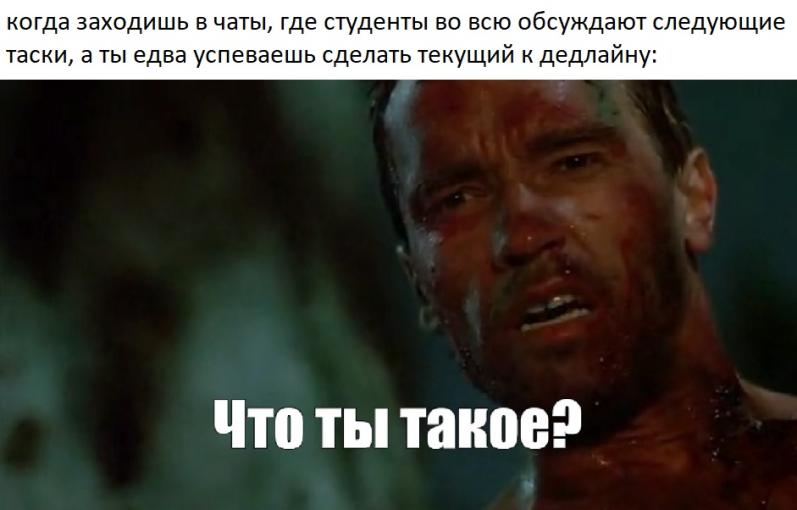 когда заходишь в чаты, где студенты во всю обсуждают следующие
таски, а ты едва успеваешь сделать текущий к дедлайну:
Что ты такое?